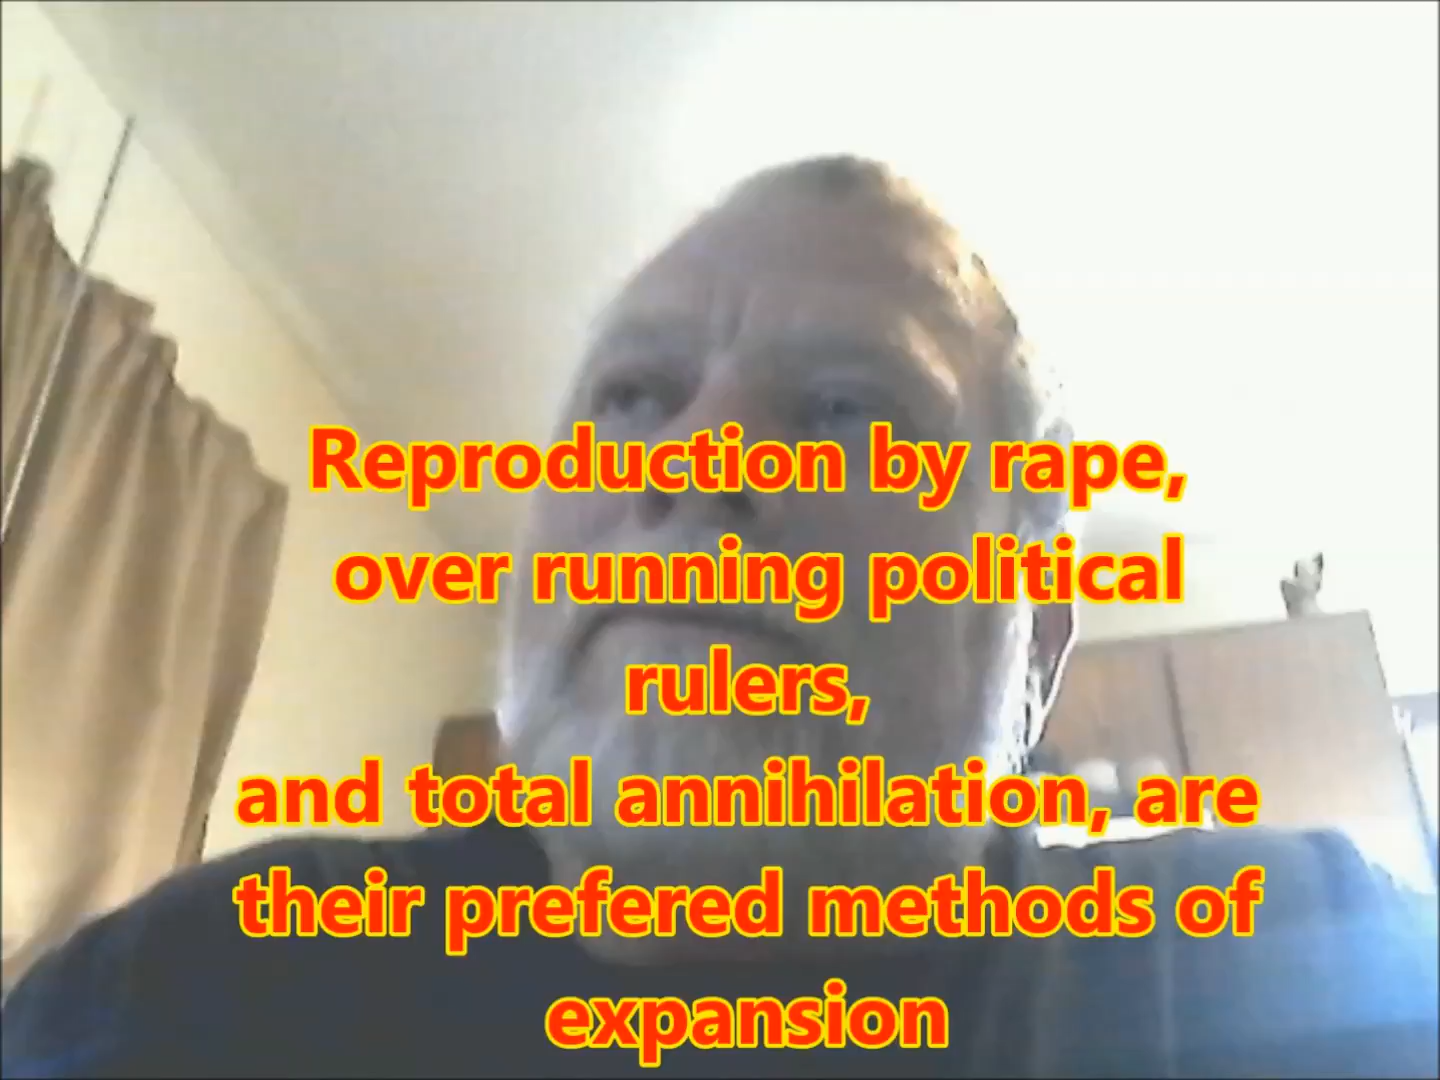 Reproduction by rape,
over running political
rulers,
and total annihilation, are
their prefered methods of
expansion